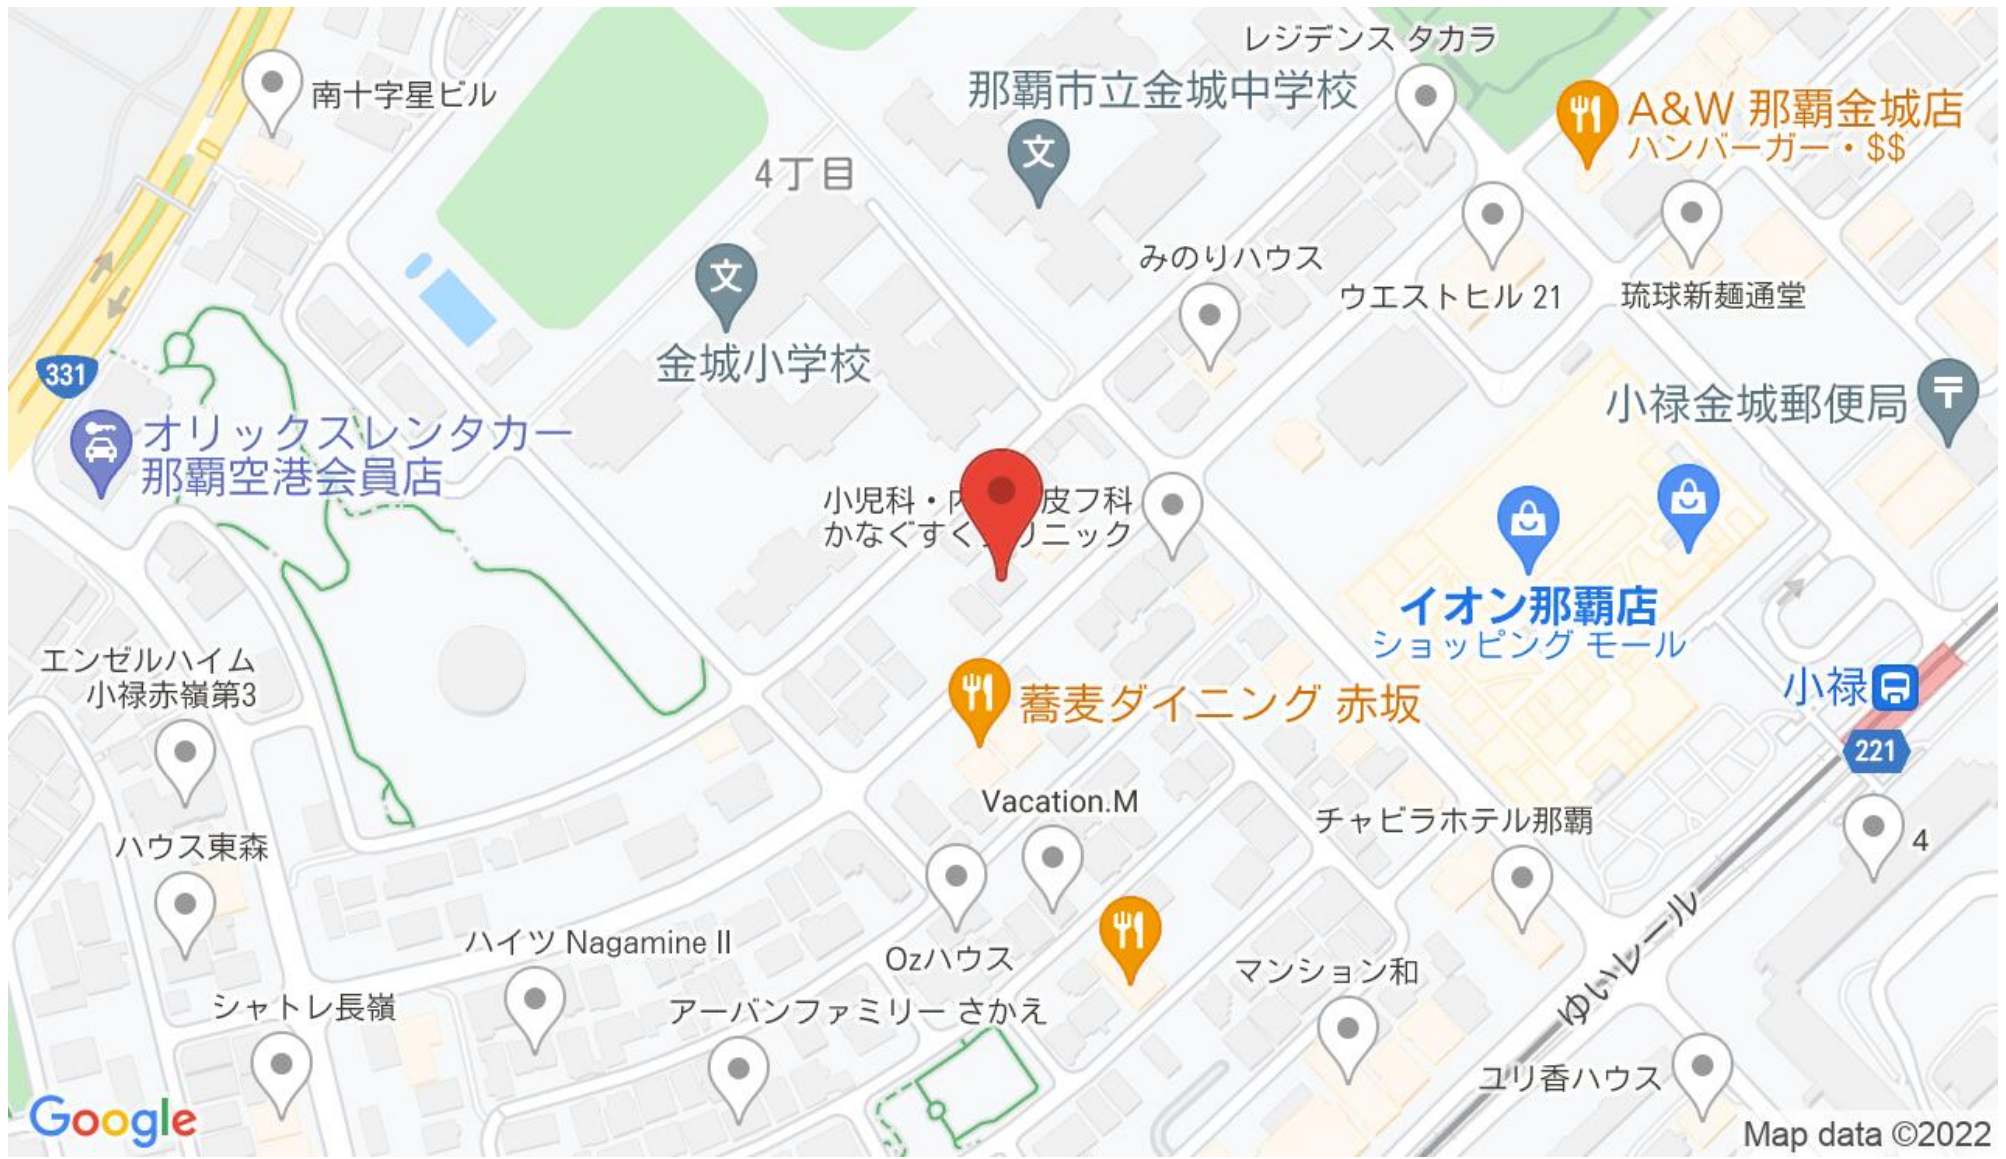 レジデンス タカラ
南十字星ビル
那覇市立金城中学校
A&W 那覇金城店
ハンバーガー・$$
4丁目
文
みのりハウス
文
ウエストヒル 21
琉球新麺通堂
金城小学校
331
小禄金城郵便局
オリックスレンタカー
那覇空港会員店
小児科・内 皮フ科
かなぐすく リニック
イオン那覇店
ショッピング モール
エンゼルハイム
小禄赤嶺第3
蕎麦ダイニング 赤坂
小禄
221
Vacation.M
チャビラホテル那覇
4
ハウス東森
ハイツ Nagamine II
Ozハウス
マンション和
ゆいレール
シャトレ長嶺
アーバンファミリー さかえ
ユリ香ハウス
Google
Map data ©2022